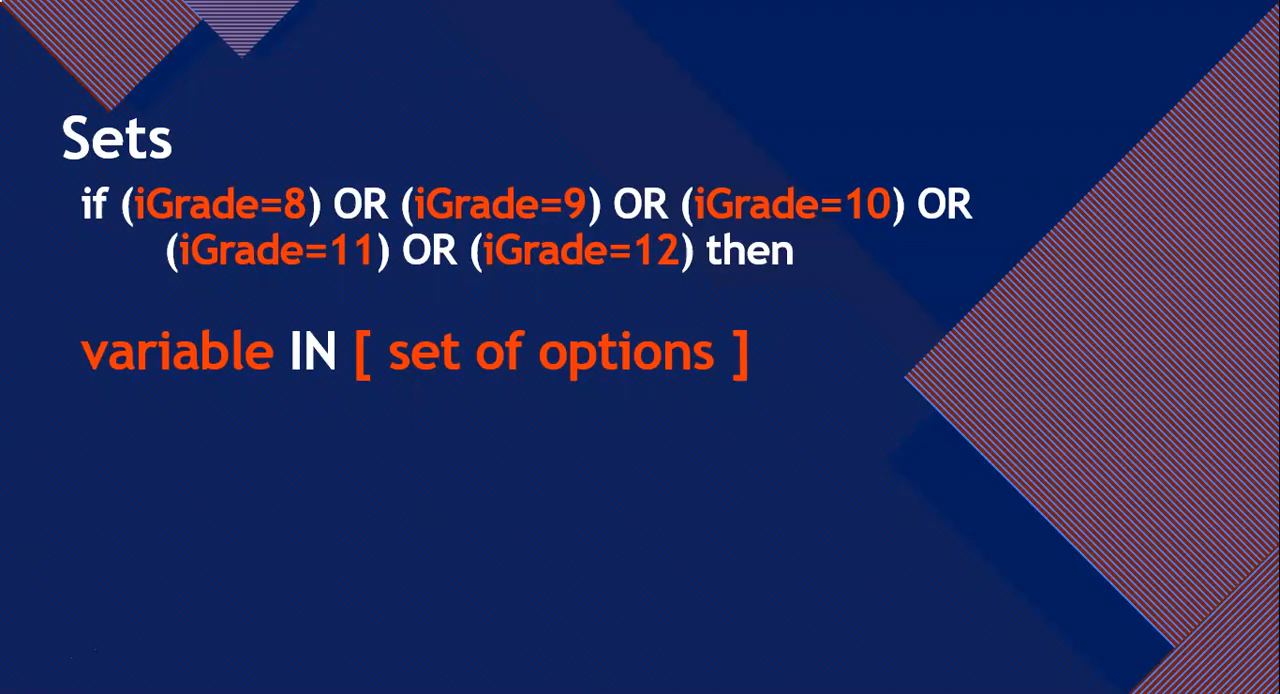 Sets
if (iGrade=8) OR (iGrade=9) OR (iGrade=10) OR
(iGrade=11) OR (iGrade=12) then
variable IN [ set of options ]